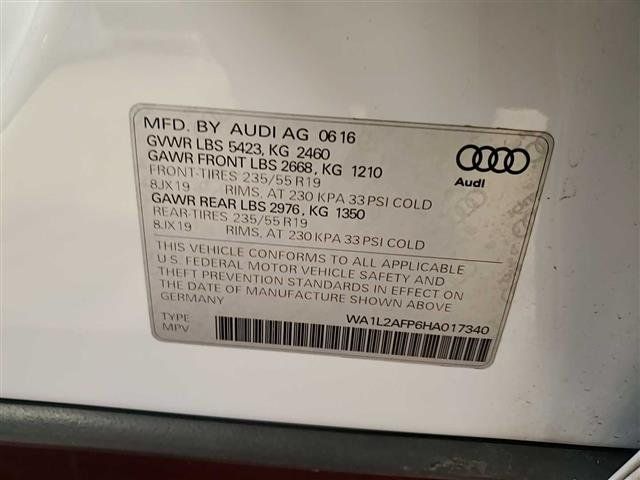 MFD. BY AUDI AG 06 16
GVWR LBS 5423, KG 2460
GAWR FRONT LBS 2668, KG 1210
FRONT-TIRES 235/55 R19
8JX19 RIMS, AT 230 KPA 33 PSI COLD
GAWR REAR LBS 2976, KG 1350
REAR-TIRES 235/55 R19
8JX19 RIMS, AT 230 KPA 33 PSI COLD
Audi
THIS VEHICLE CONFORMS TO ALL APPLICABLE
U.S. FEDERAL MOTOR VEHICLE SAFETY AND
THEFT PREVENTION STANDARDS IN EFFECT ON
THE DATE OF MANUFACTURE SHOWN ABOVE
GERMANY
WA1L2AFP6HA017340
TYPE
MPV